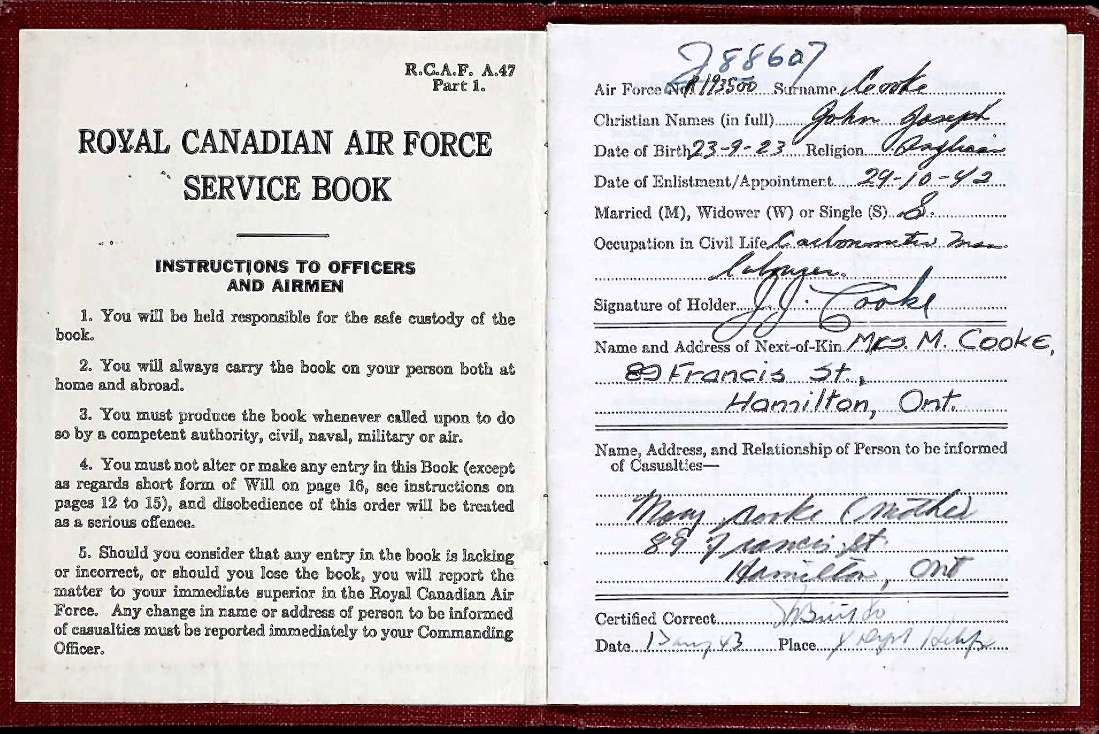 R.C.A.F. A.47
Part 1.
ROYAL CANADIAN AIR FORCE
SERVICE BOOK
INSTRUCTIONS TO OFFICERS
AND AIRMEN
1. You will be held responsible for the safe custody of the
book.
2. You will always carry the book on your person both at
home and abroad.
3. You must produce the book whenever called upon to do
so by a competent authority, civil, naval, military or air.
4. You must not alter or make any entry in this Book (except
as regards short form of Will on page 16, see instructions on
pages 12 to 15), and disobedience of this order will be treated
as a serious offence.
5. Should you consider that any entry in the book is lacking
or incorrect, or should you lose the book, you will report the
matter to your immediate superior in the Royal Canadian Air
Force. Any change in name or address of person to be informed
of casualties must be reported immediately to your Commanding
Officer.
J88607
Air Force No. R193500 Surname Cooke
Christian Names (in full) John Joseph
Date of Birth 23-9-23 Religion Anglican
Date of Enlistment/Appointment 29-10-42
Married (M), Widower (W) or Single (S) S.
Occupation in Civil Life man
labourer.
Signature of Holder J.J. Cooke
Name and Address of Next-of-Kin Mrs. M. Cooke,
89 Francis St.,
Hamilton, Ont.
Name, Address, and Relationship of Person to be informed
of Casualties—
Mary Cooke (Mother)
89 Francis St.
Hamilton, Ont
Certified Correct
Date 43 Place